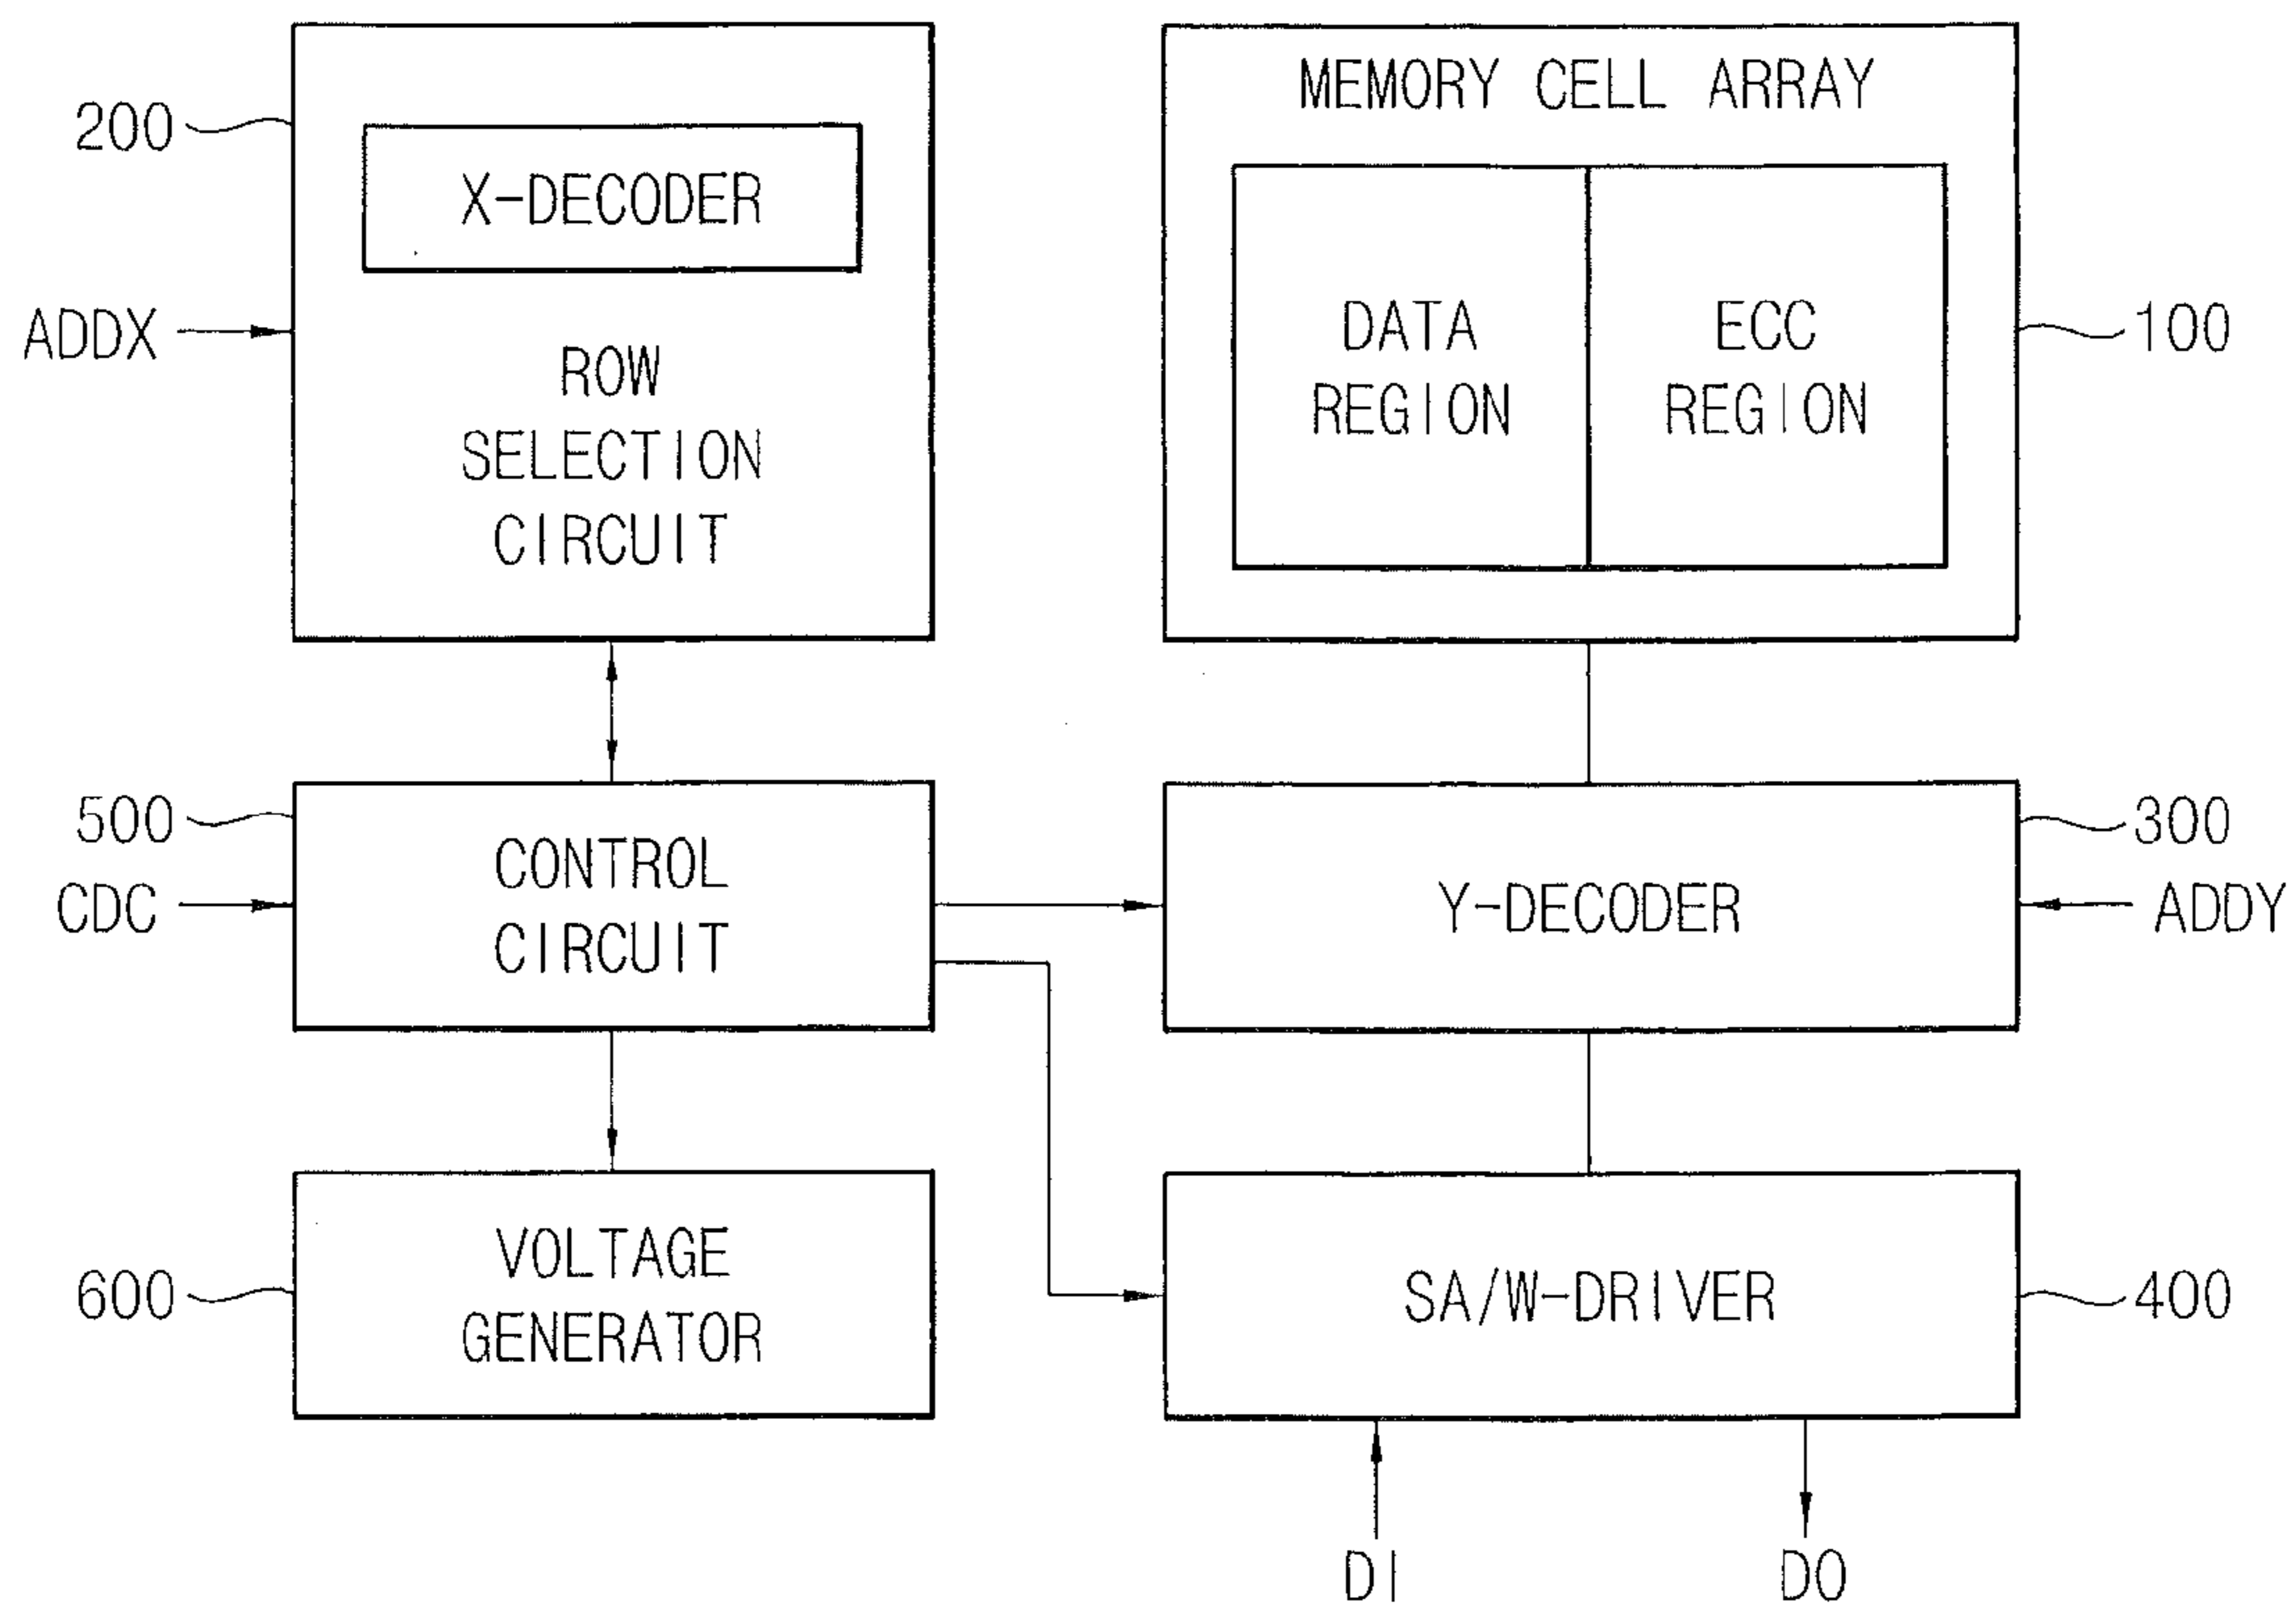 200
X-DECODER
ADDX
ROW
SELECTION
CIRCUIT
MEMORY CELL ARRAY
DATA
REGION
ECC
REGION
100
500
CDC
CONTROL
CIRCUIT
Y-DECODER
300
ADDY
600
VOLTAGE
GENERATOR
SA/W-DRIVER
400
DI
DO